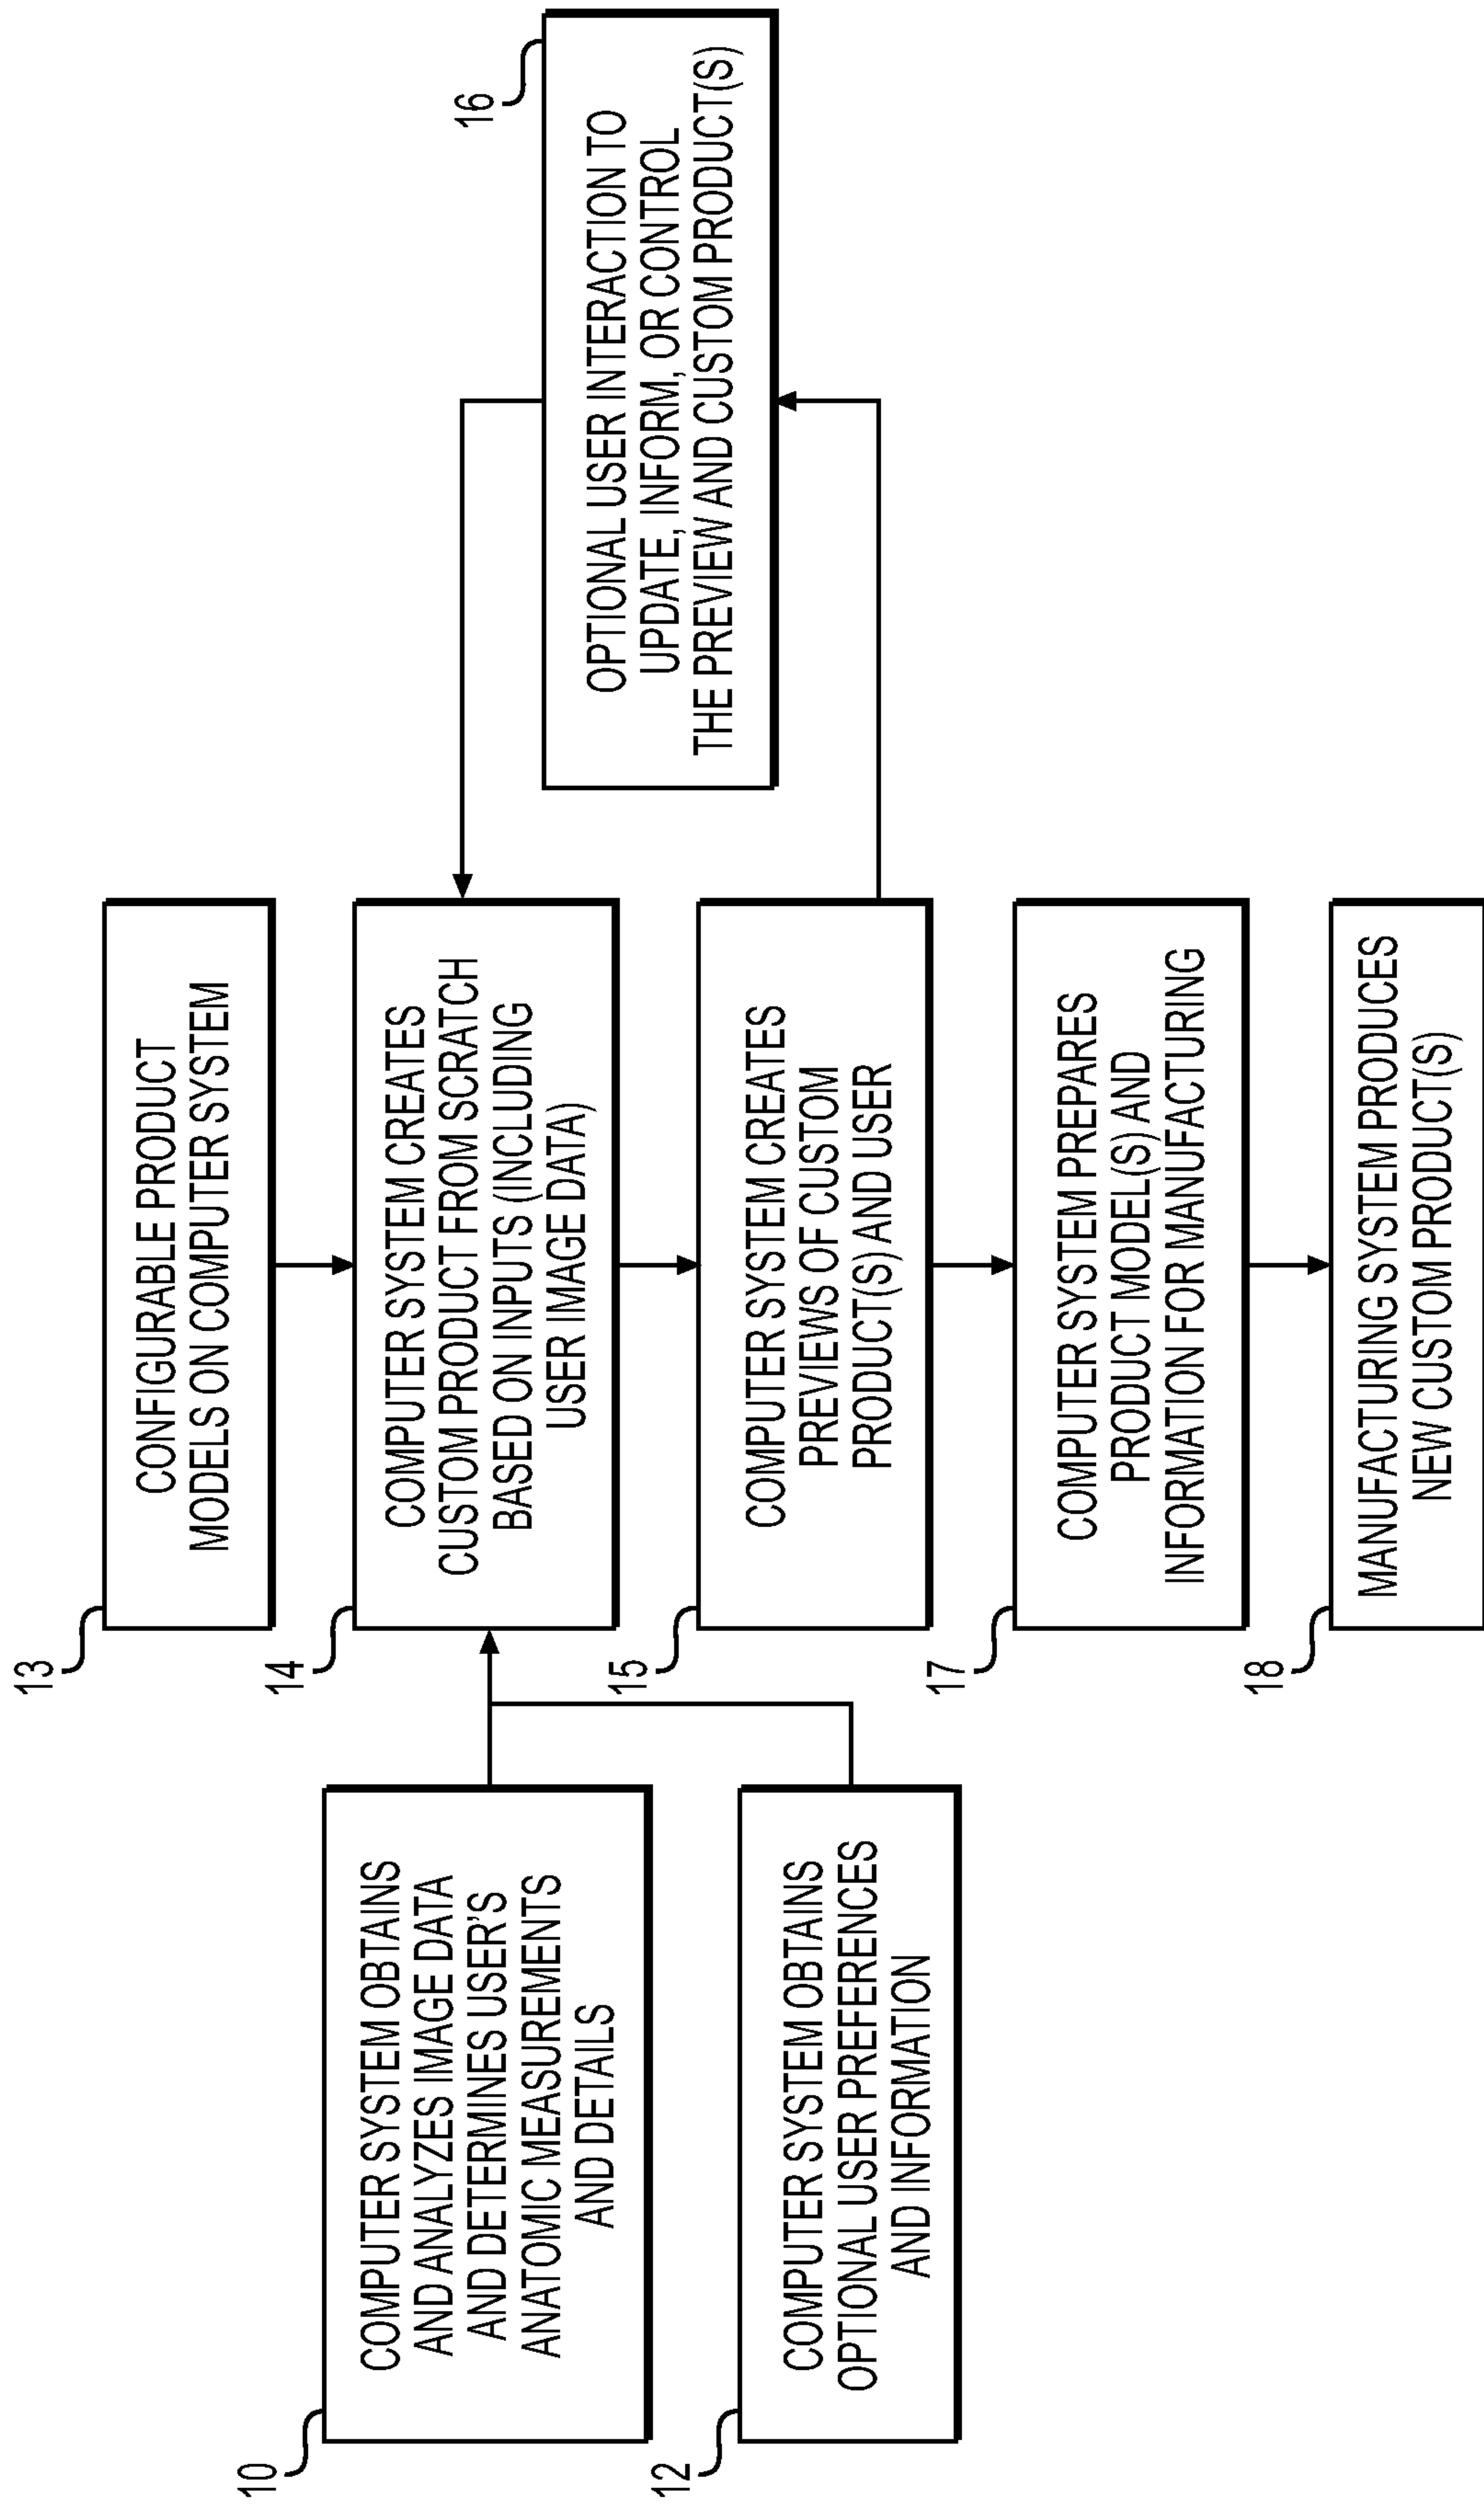 13
CONFIGURABLE PRODUCT
MODELS ON COMPUTER SYSTEM
10
COMPUTER SYSTEM OBTAINS
AND ANALYZES IMAGE DATA
AND DETERMINES USER'S
ANATOMIC MEASUREMENTS
AND DETAILS
14
COMPUTER SYSTEM CREATES
CUSTOM PRODUCT FROM SCRATCH
BASED ON INPUTS (INCLUDING
USER IMAGE DATA)
16
OPTIONAL USER INTERACTION TO
UPDATE, INFORM, OR CONTROL
THE PREVIEW AND CUSTOM PRODUCT(S)
12
COMPUTER SYSTEM OBTAINS
OPTIONAL USER PREFERENCES
AND INFORMATION
15
COMPUTER SYSTEM CREATES
PREVIEWS OF CUSTOM
PRODUCT(S) AND USER
17
COMPUTER SYSTEM PREPARES
PRODUCT MODEL(S) AND
INFORMATION FOR MANUFACTURING
18
MANUFACTURING SYSTEM PRODUCES
NEW CUSTOM PRODUCT(S)